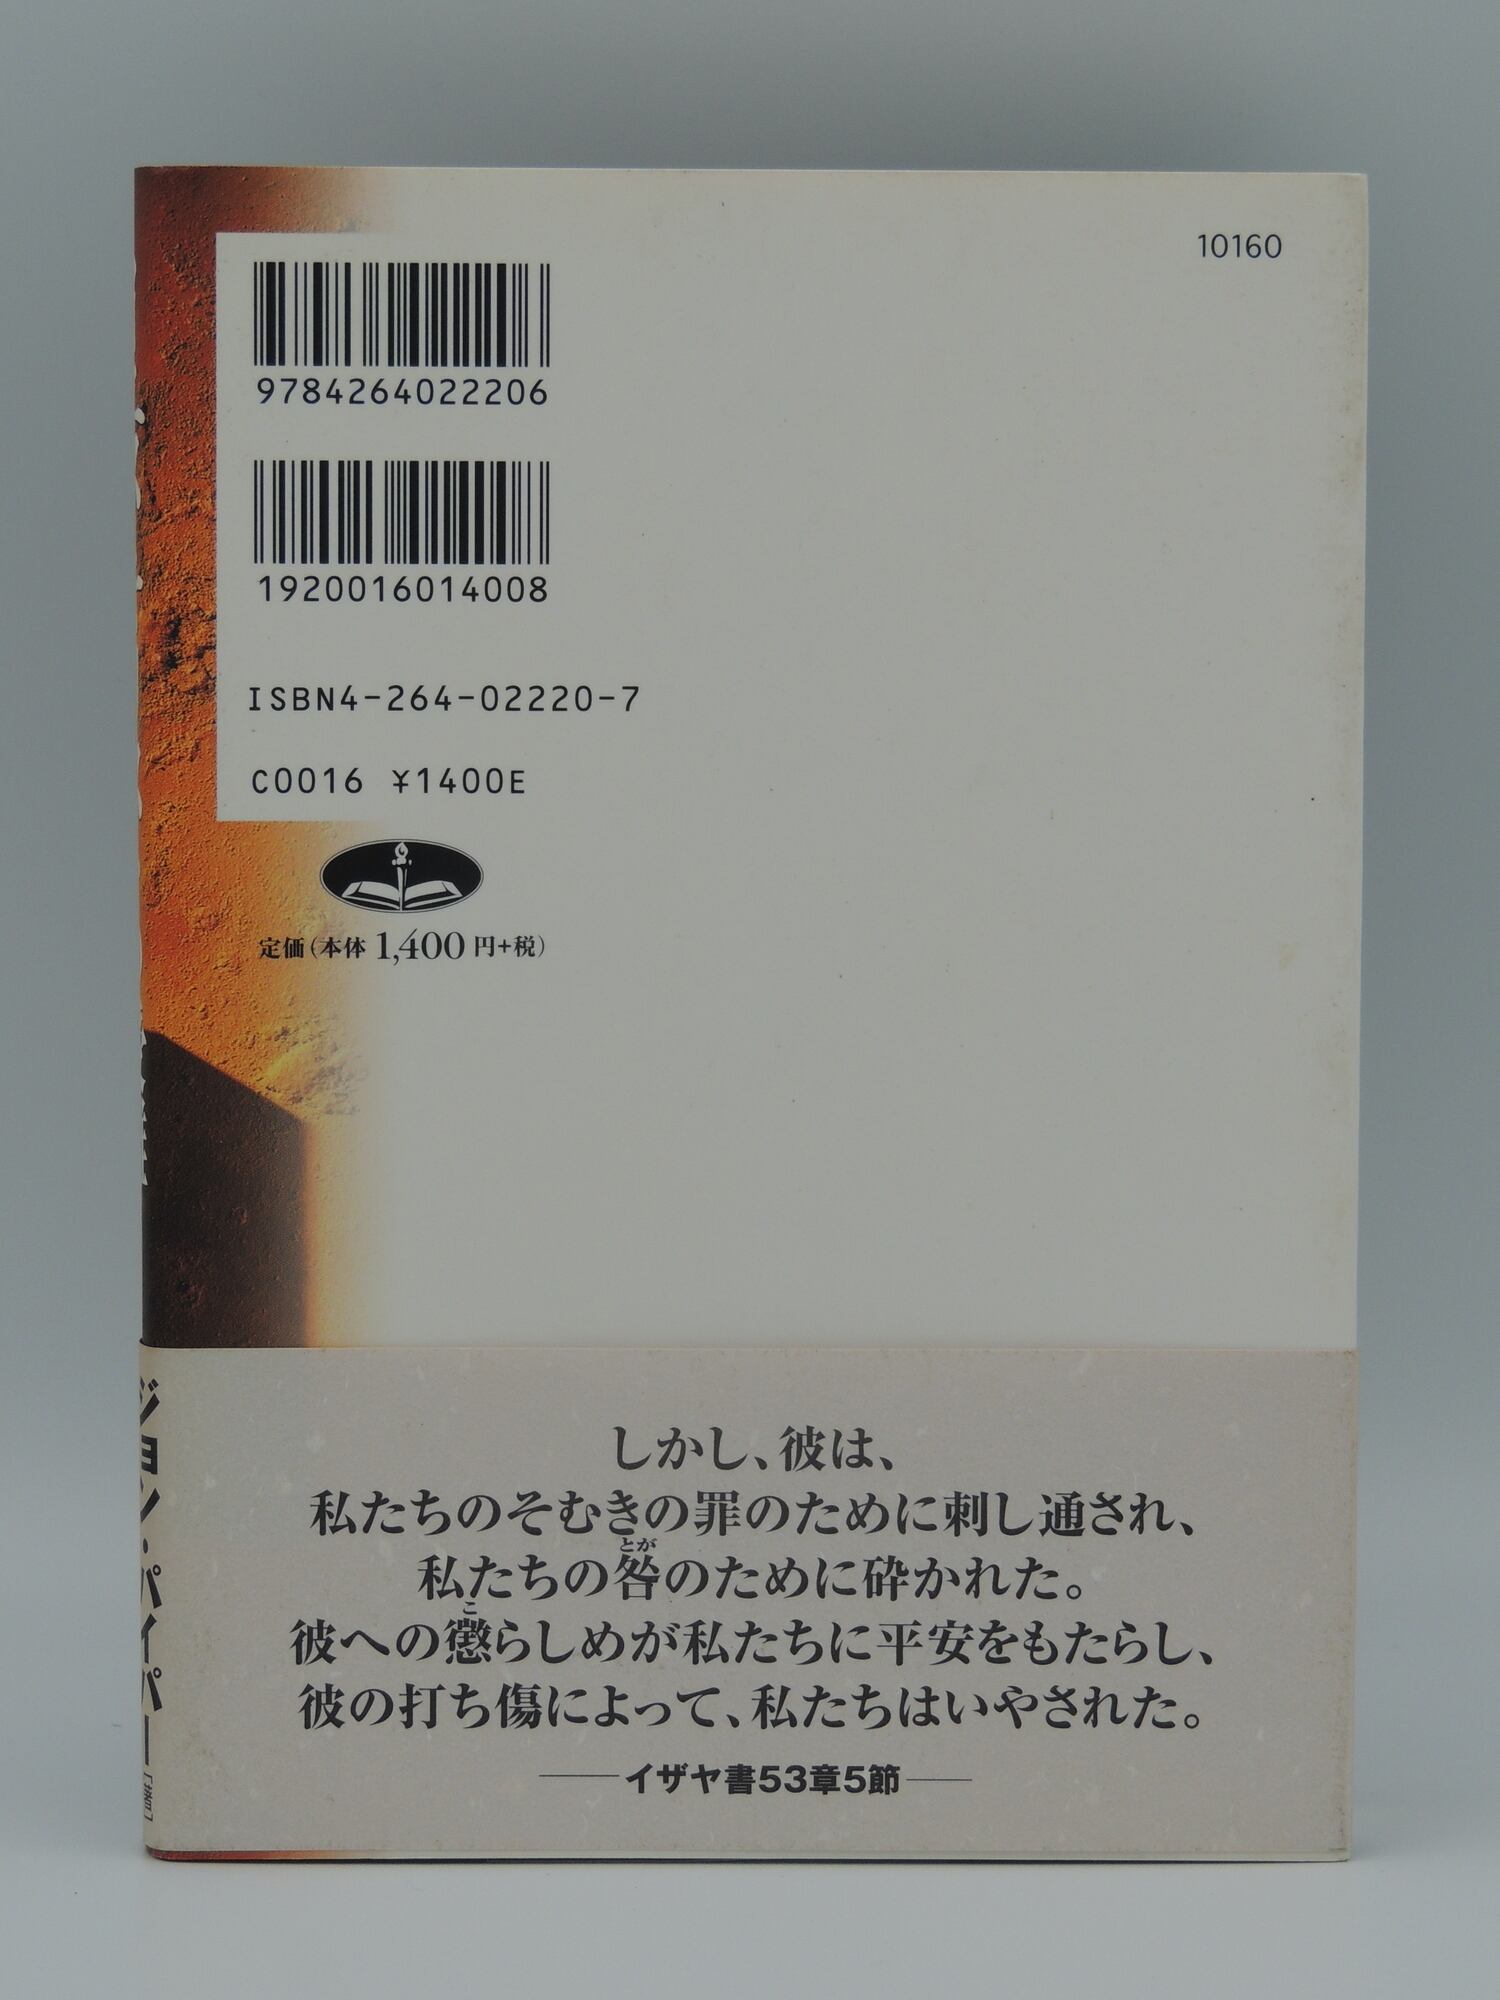 10160
9784264022206
1920016014008
ISBN4-264-02220-7
C0016 ¥1400E
定価(本体 1,400 円+税)
ジョン・パイパー[著]
しかし、彼は、
私たちのそむきの罪のために刺し通され、
とが
私たちの咎のために砕かれた。
こ
彼への懲らしめが私たちに平安をもたらし、
彼の打ち傷によって、私たちはいやされた。
イザヤ書53章5節